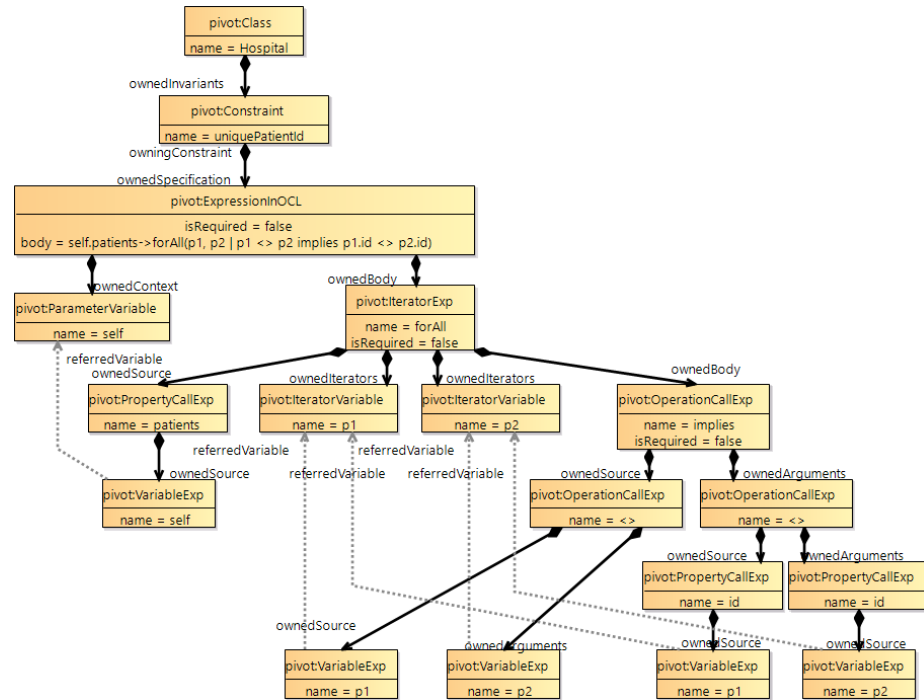 pivot:Class
name = Hospital
ownedInvariants
pivot:Constraint
name = uniquePatientId
owningConstraint
ownedSpecification
pivot:ExpressionInOCL
isRequired = false
body = self.patients->forAll(p1, p2 | p1 <> p2 implies p1.id <> p2.id)
ownedContext
ownedBody
pivot:ParameterVariable
name = self
pivot:IteratorExp
name = forAll
isRequired = false
referredVariable
ownedSource
ownedIterators
ownedIterators
ownedBody
pivot:PropertyCallExp
name = patients
pivot:IteratorVariable
name = p1
pivot:IteratorVariable
name = p2
pivot:OperationCallExp
name = implies
isRequired = false
referredVariable
referredVariable
referredVariable
referredVariable
ownedSource
ownedSource
ownedArguments
pivot:VariableExp
name = self
pivot:OperationCallExp
name = <>
pivot:OperationCallExp
name = <>
ownedSource
ownedArguments
pivot:PropertyCallExp
name = id
pivot:PropertyCallExp
name = id
ownedSource
ownedArguments
ownedSource
ownedSource
pivot:VariableExp
name = p1
pivot:VariableExp
name = p2
pivot:VariableExp
name = p1
pivot:VariableExp
name = p2